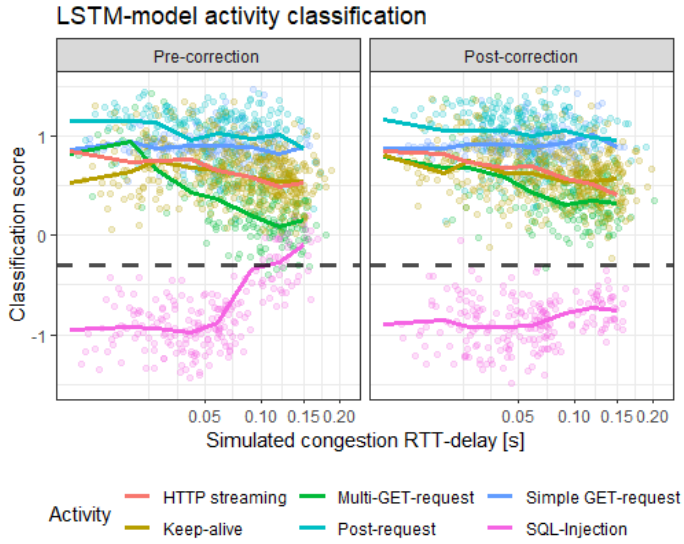 LSTM-model activity classification
Pre-correction
Post-correction
Classification score
1
0
-1
0.05 0.10 0.15 0.20
0.05 0.10 0.15 0.20
Simulated congestion RTT-delay [s]
Activity
HTTP streaming
Multi-GET-request
Simple GET-request
Keep-alive
Post-request
SQL-Injection